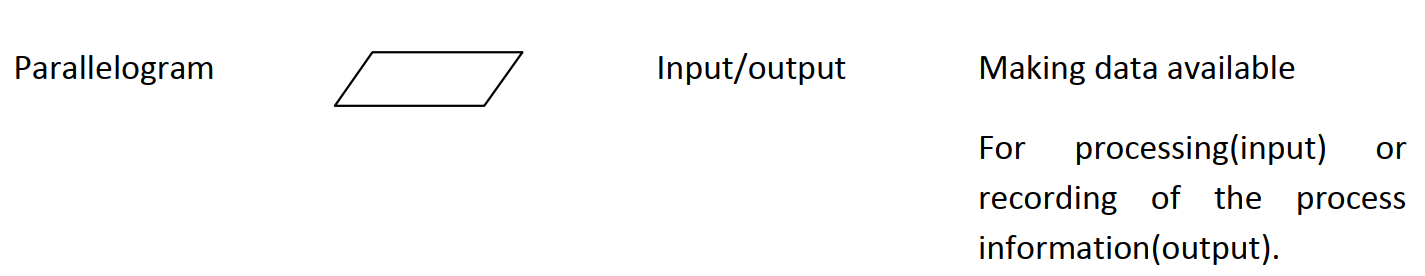 Parallelogram Input/output Making data available
For processing(input) or
recording of the process
information(output).